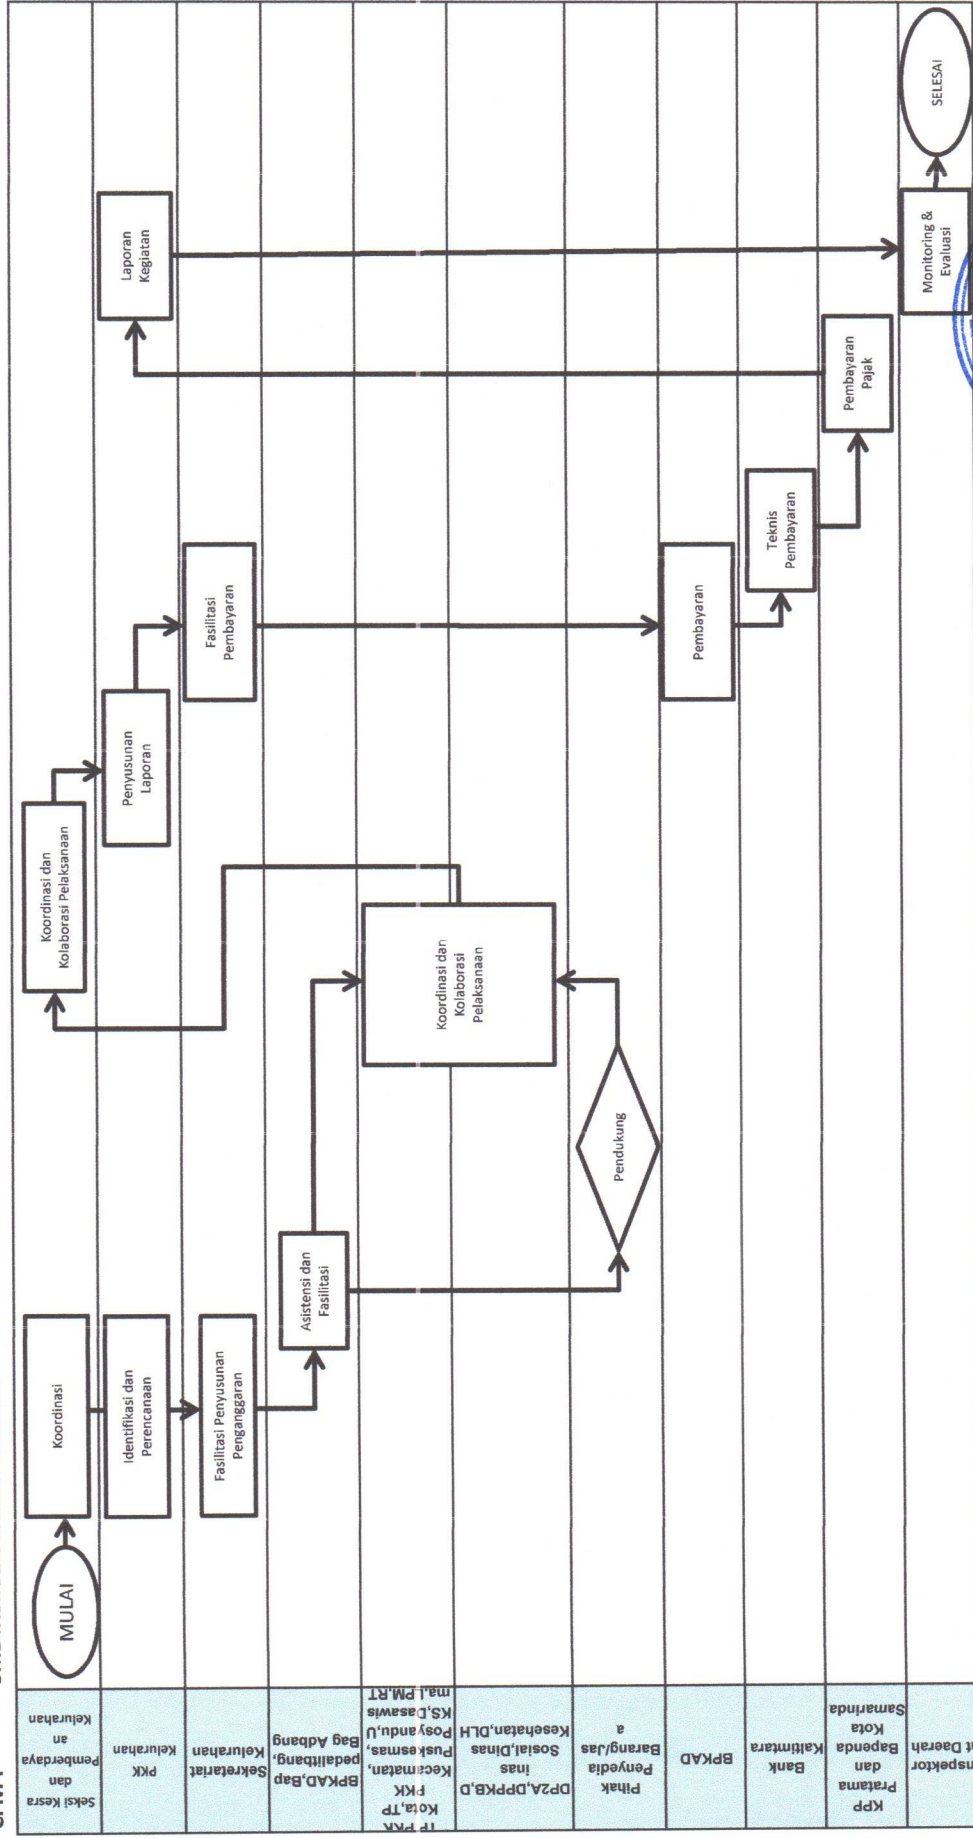 Seksi Kesra
dan
Pemberdaya
an
Kelurahan
PKK
Kelurahan
Sekretariat
Kelurahan
BPKAD,Bap
pedalitbang,
Bag Adbang
TP PKK
Kota,TP
PKK
Kecamatan,
Puskesmas,
Posyandu,U
KS,Dasawis
ma,LPM,RT
DP2A,DPPKB,D
inas
Sosial,Dinas
Kesehatan,DLH
Pihak
Penyedia
Barang/Jas
a
BPKAD
Bank
Kaltimtara
KPP
Pratama
dan
Bapenda
Kota
Samarinda
Inspektor
at Daerah
MULAI
Koordinasi
Identifikasi dan
Perencanaan
Fasilitasi Penyusunan
Penganggaran
Asistensi dan
Fasilitasi
Pendukung
Koordinasi dan
Kolaborasi
Pelaksanaan
Koordinasi dan
Kolaborasi Pelaksanaan
Penyusunan
Laporan
Fasilitasi
Pembayaran
Pembayaran
Teknis
Pembayaran
Pembayaran
Pajak
Laporan
Kegiatan
Monitoring &
Evaluasi
SELESAI